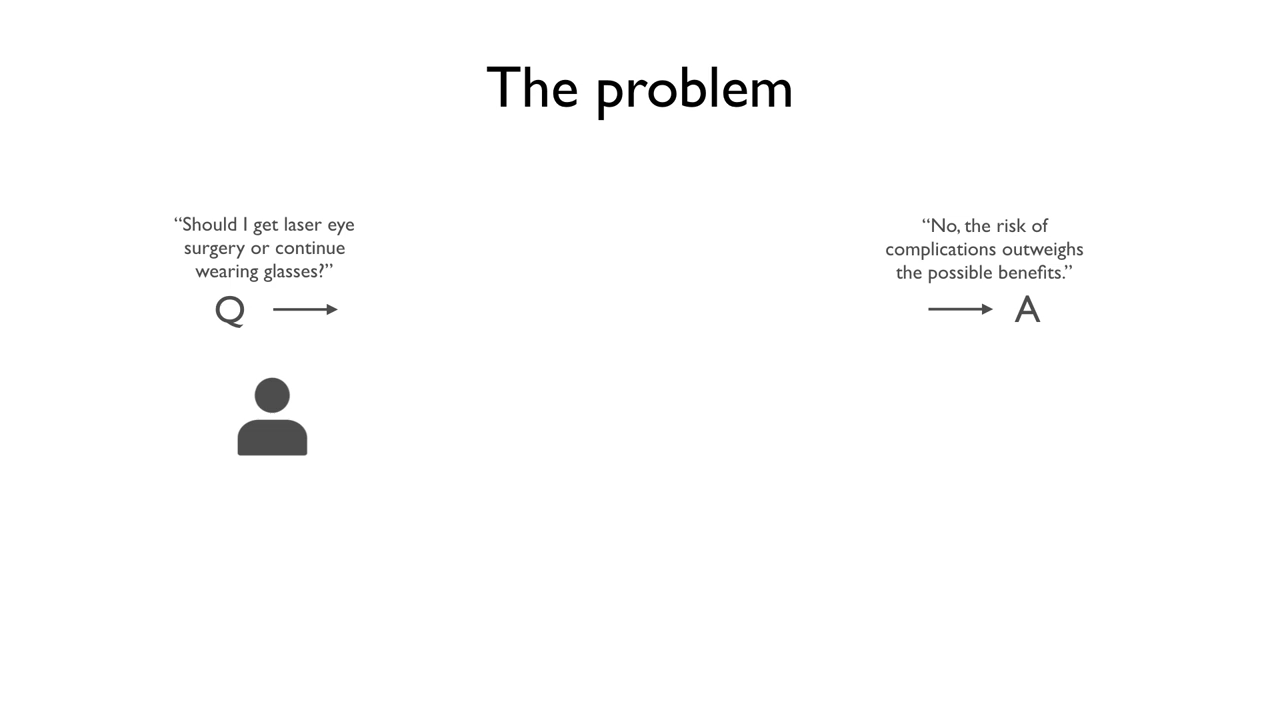 The problem
“Should I get laser eye
surgery or continue
wearing glasses?”
Q
“No, the risk of
complications outweighs
the possible benefits.”
A